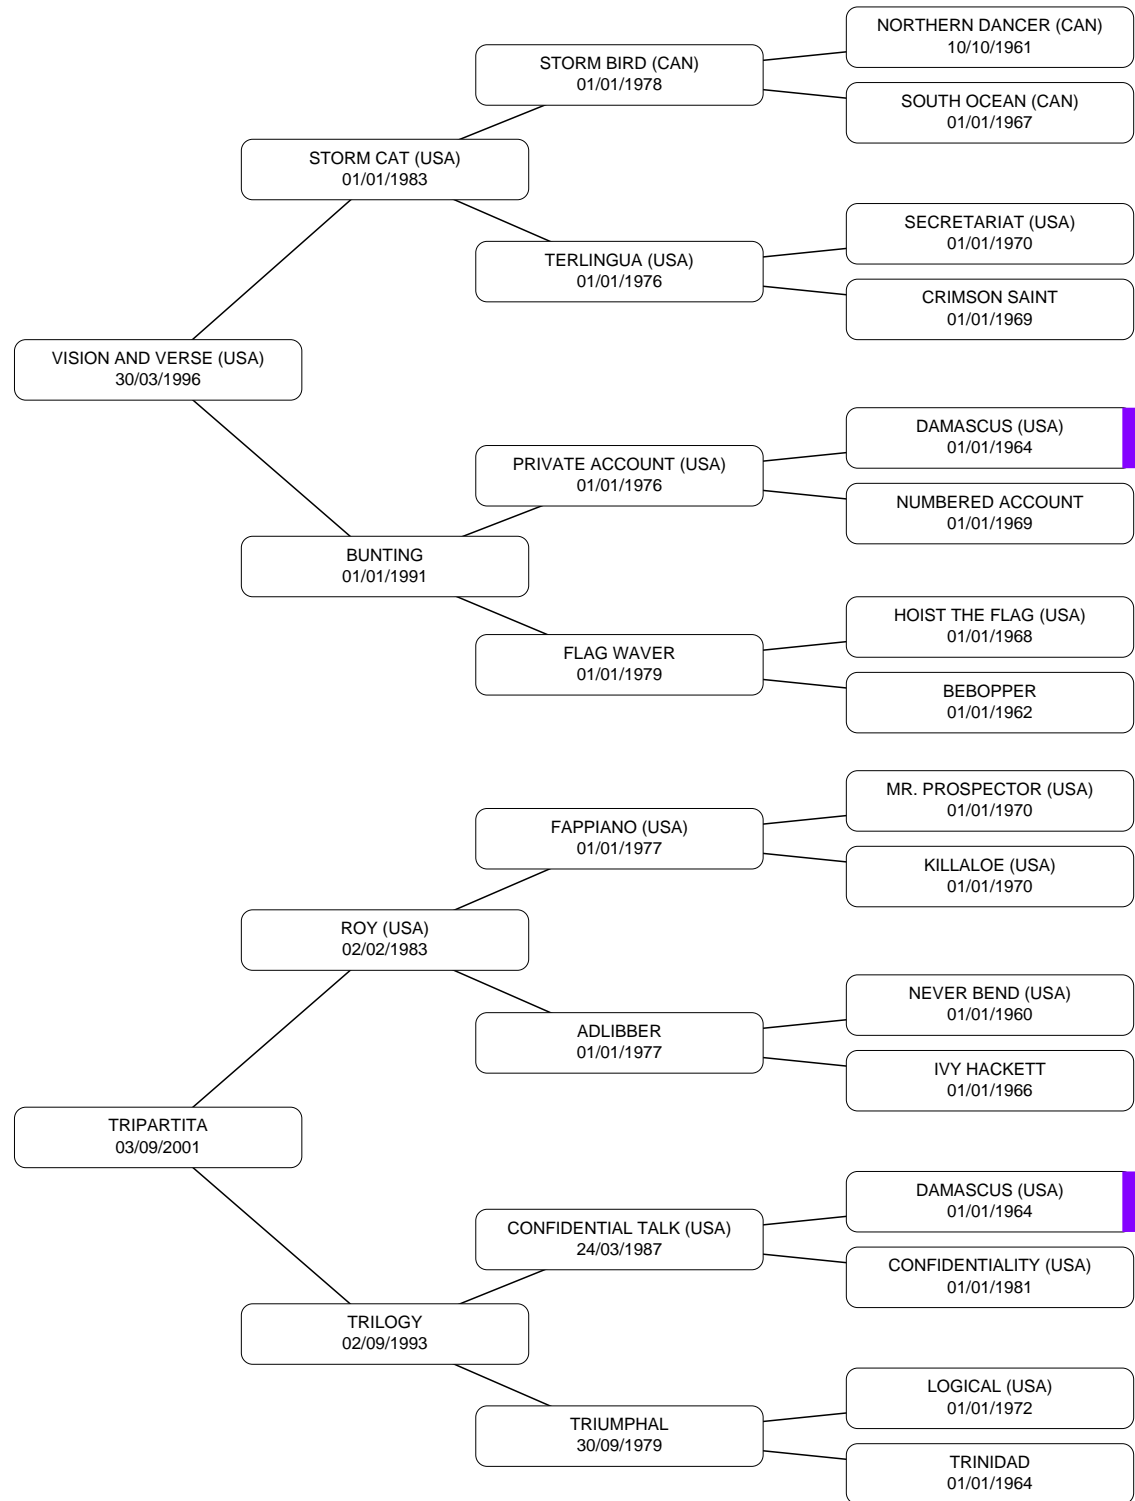 NORTHERN DANCER (CAN)
10/10/1961
STORM BIRD (CAN)
01/01/1978
SOUTH OCEAN (CAN)
01/01/1967
STORM CAT (USA)
01/01/1983
SECRETARIAT (USA)
01/01/1970
TERLINGUA (USA)
01/01/1976
CRIMSON SAINT
01/01/1969
VISION AND VERSE (USA)
30/03/1996
DAMASCUS (USA)
01/01/1964
PRIVATE ACCOUNT (USA)
01/01/1976
NUMBERED ACCOUNT
01/01/1969
BUNTING
01/01/1991
HOIST THE FLAG (USA)
01/01/1968
FLAG WAVER
01/01/1979
BEBOPPER
01/01/1962
MR. PROSPECTOR (USA)
01/01/1970
FAPPIANO (USA)
01/01/1977
KILLALOE (USA)
01/01/1970
ROY (USA)
02/02/1983
NEVER BEND (USA)
01/01/1960
ADLIBBER
01/01/1977
IVY HACKETT
01/01/1966
TRIPARTITA
03/09/2001
DAMASCUS (USA)
01/01/1964
CONFIDENTIAL TALK (USA)
24/03/1987
CONFIDENTIALITY (USA)
01/01/1981
TRILOGY
02/09/1993
LOGICAL (USA)
01/01/1972
TRIUMPHAL
30/09/1979
TRINIDAD
01/01/1964